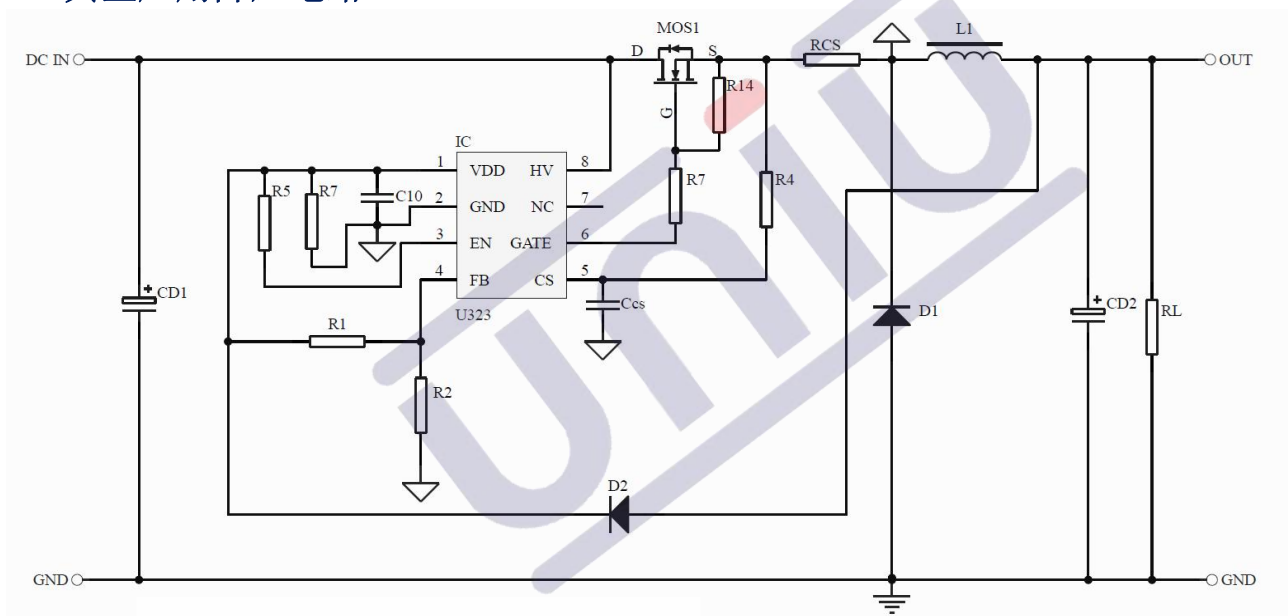 MOS1
L1
DC IN
D
S
RCS
OUT
R14
G
IC
1
VDD
HV
8
R5
R7
C10
R7
R4
2
GND
NC
7
3
EN
GATE
6
4
FB
CS
5
U323
Ccs
CD1
R1
D1
CD2
RL
R2
D2
GND
GND
uniu